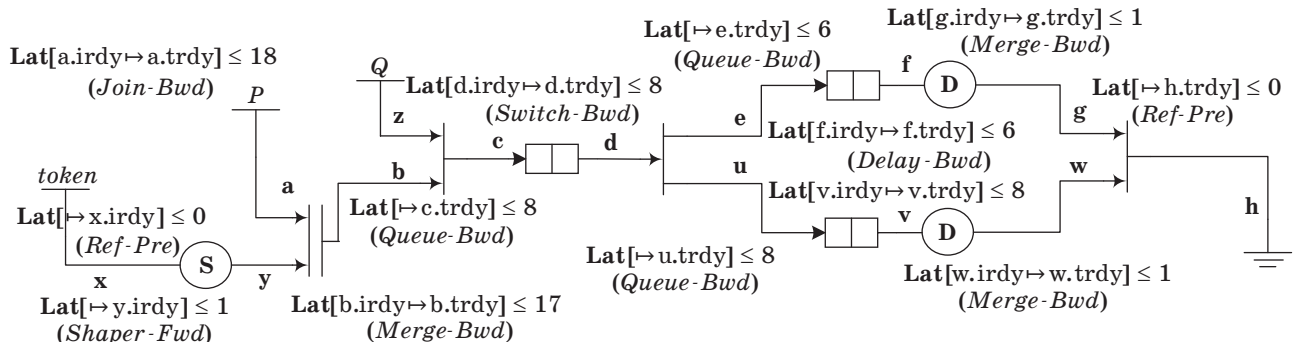 Lat[a.irdy↦a.trdy] ≤ 18
(Join-Bwd)
P
token
a
Lat[↦x.irdy] ≤ 0
(Ref-Pre)
S
x
y
Lat[↦y.irdy] ≤ 1
(Shaper-Fwd)
Q
z
b
Lat[b.irdy↦b.trdy] ≤ 17
(Merge-Bwd)
Lat[d.irdy↦d.trdy] ≤ 8
(Switch-Bwd)
c
d
Lat[↦c.trdy] ≤ 8
(Queue-Bwd)
Lat[↦e.trdy] ≤ 6
(Queue-Bwd)
e
u
Lat[↦u.trdy] ≤ 8
(Queue-Bwd)
Lat[g.irdy↦g.trdy] ≤ 1
(Merge-Bwd)
f
D
g
Lat[f.irdy↦f.trdy] ≤ 6
(Delay-Bwd)
Lat[v.irdy↦v.trdy] ≤ 8
v
D
w
Lat[w.irdy↦w.trdy] ≤ 1
(Merge-Bwd)
Lat[↦h.trdy] ≤ 0
(Ref-Pre)
h